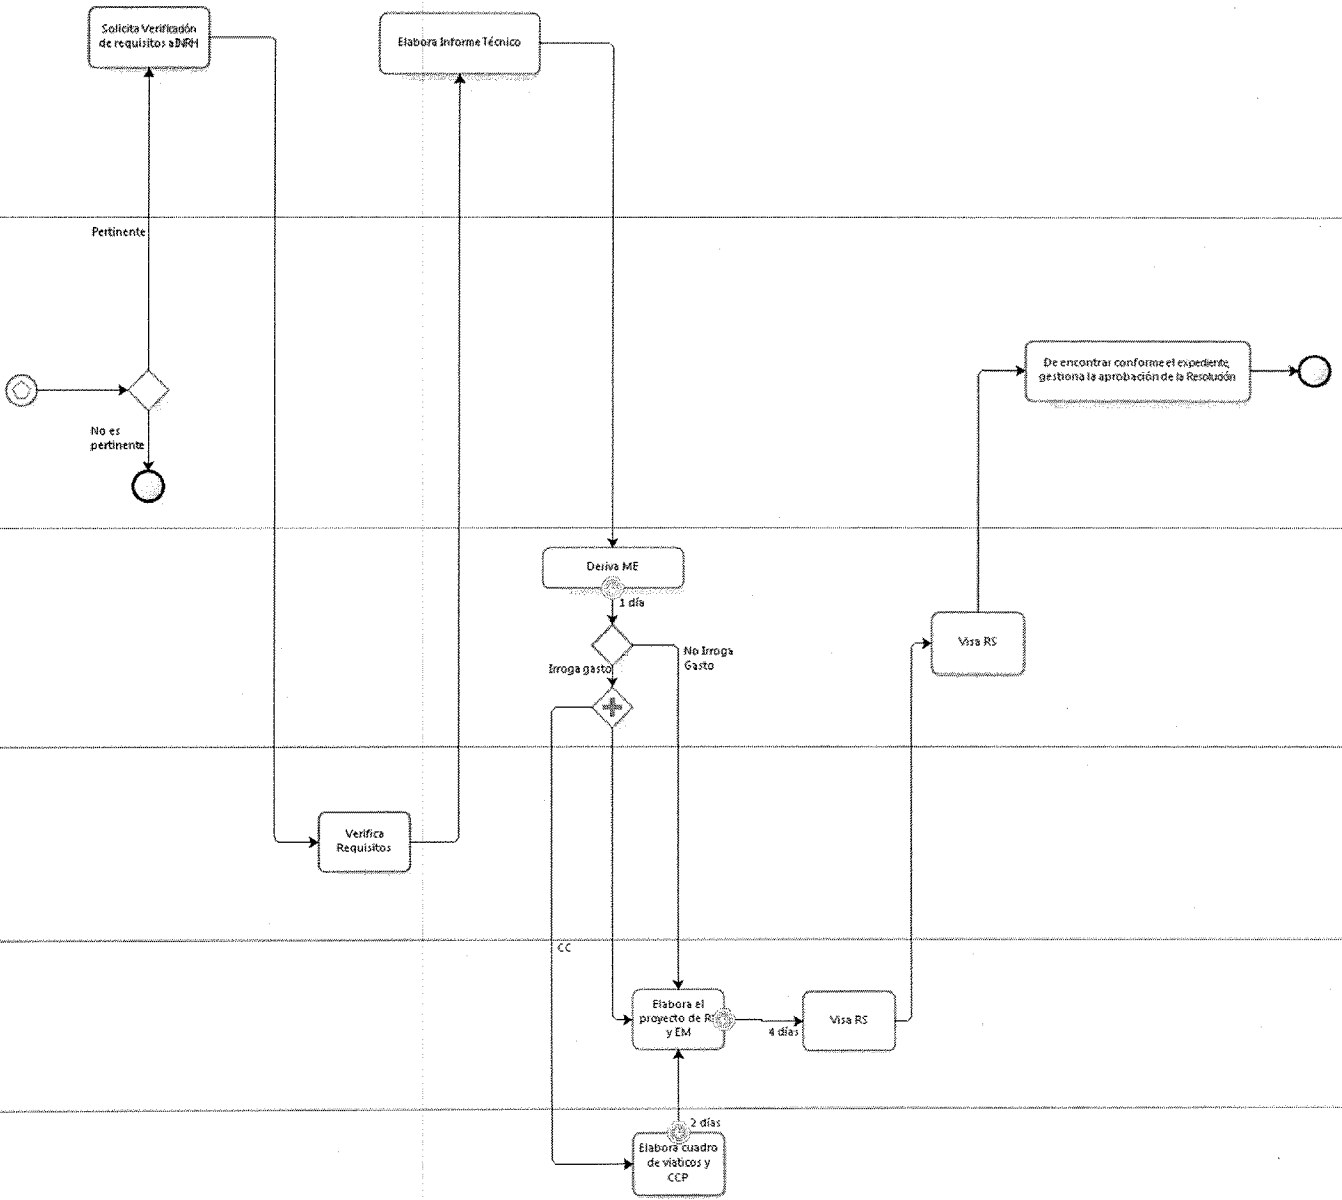 Solicita Verificación
de requisitos a INRH
Elabora Informe Técnico
Pertinente
De encontrar conforme el expediente,
gestiona la aprobación de la Resolución
No es
pertinente
Deriva ME
1 día
Visa RS
No Irroga
Gasto
Irroga gasto
Verifica
Requisitos
CC
Elabora el
proyecto de RS
y EM
4 días
Visa RS
2 días
Elabora cuadro
de viaticos y
CCP